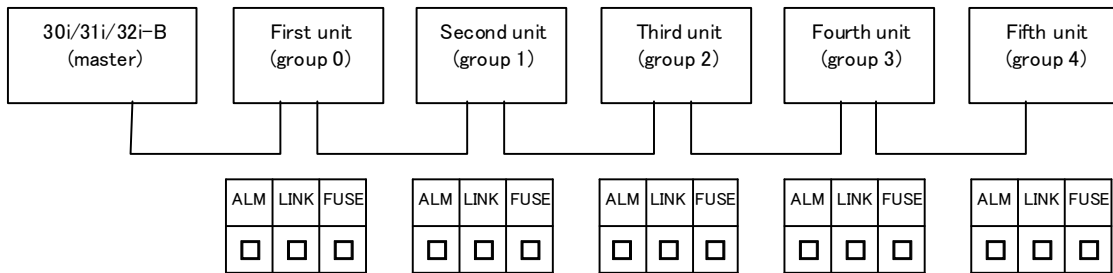 30i/31i/32i-B
(master)
First unit
(group 0)
Second unit
(group 1)
Third unit
(group 2)
Fourth unit
(group 3)
Fifth unit
(group 4)
ALM LINK FUSE
ALM LINK FUSE
ALM LINK FUSE
ALM LINK FUSE
ALM LINK FUSE